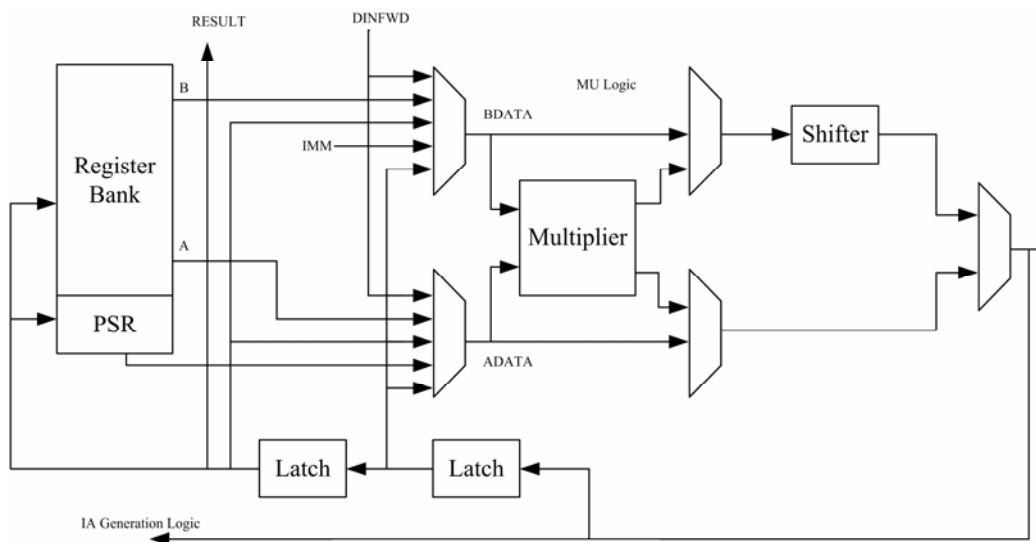 RESULT
DINFWD
B
MU Logic
BDATA
Shifter
IMM
Register
Bank
Multiplier
A
PSR
ADATA
Latch
Latch
IA Generation Logic